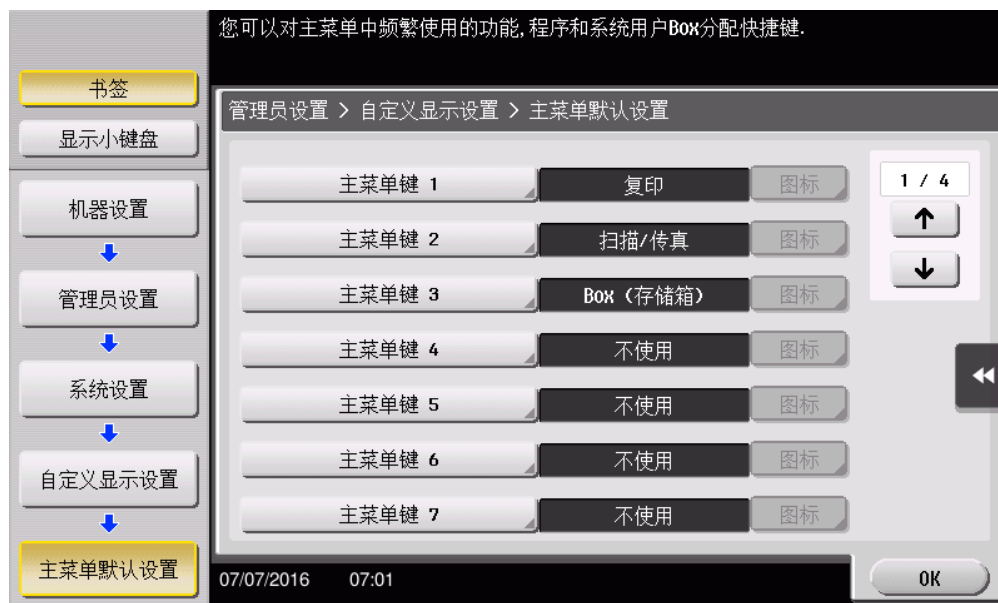 您可以对主菜单中频繁使用的功能,程序和系统用户Box分配快捷键.
书签
显示小键盘
机器设置
管理员设置
系统设置
自定义显示设置
主菜单默认设置
管理员设置 > 自定义显示设置 > 主菜单默认设置
主菜单键 1 复印 图标
主菜单键 2 扫描/传真 图标
主菜单键 3 Box (存储箱) 图标
主菜单键 4 不使用 图标
主菜单键 5 不使用 图标
主菜单键 6 不使用 图标
主菜单键 7 不使用 图标
1 / 4
07/07/2016 07:01
OK